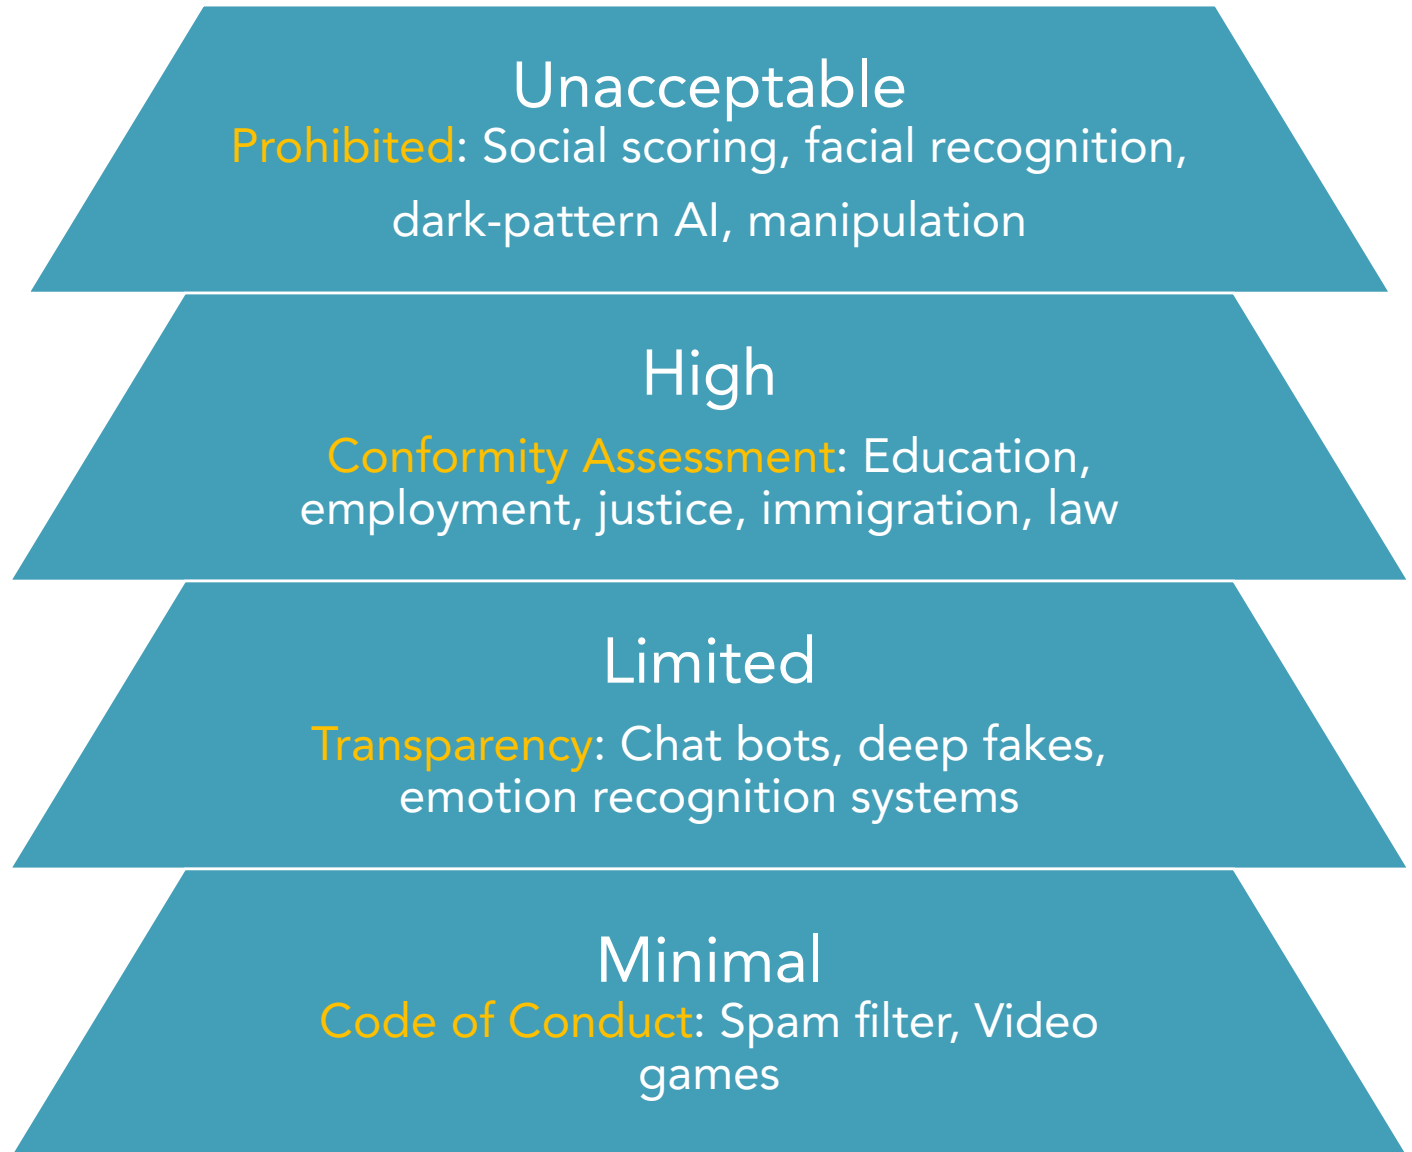 Unacceptable
Prohibited: Social scoring, facial recognition,
dark-pattern AI, manipulation
High
Conformity Assessment: Education,
employment, justice, immigration, law
Limited
Transparency: Chat bots, deep fakes,
emotion recognition systems
Minimal
Code of Conduct: Spam filter, Video
games